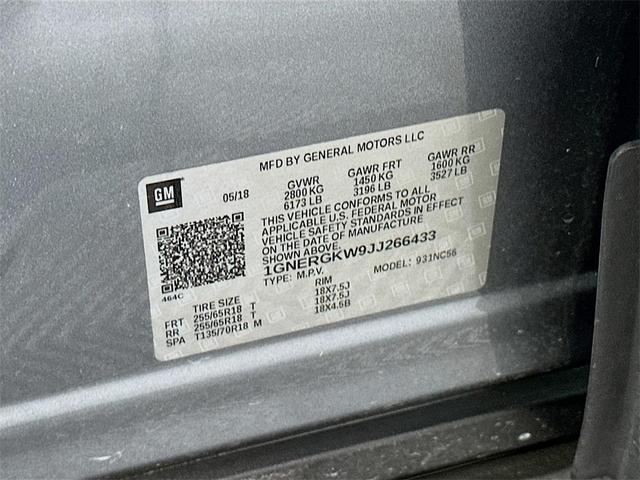 MFD BY GENERAL MOTORS LLC
GM
05/18
GVWR
2800 KG
6173 LB
GAWR FRT
1450 KG
3196 LB
GAWR RR
1600 KG
3527 LB
THIS VEHICLE CONFORMS TO ALL
APPLICABLE U.S. FEDERAL MOTOR
VEHICLE SAFETY STANDARDS IN EFFECT
ON THE DATE OF MANUFACTURE
SHOWN ABOVE.
1GNERGKW9JJ266433
TYPE: M.P.V. MODEL: 931NC56
464C
TIRE SIZE RIM
FRT 255/65R18 T 18X7.5J
RR 255/65R18 T 18X7.5J
SPA T135/70R18 M 18X4.5B